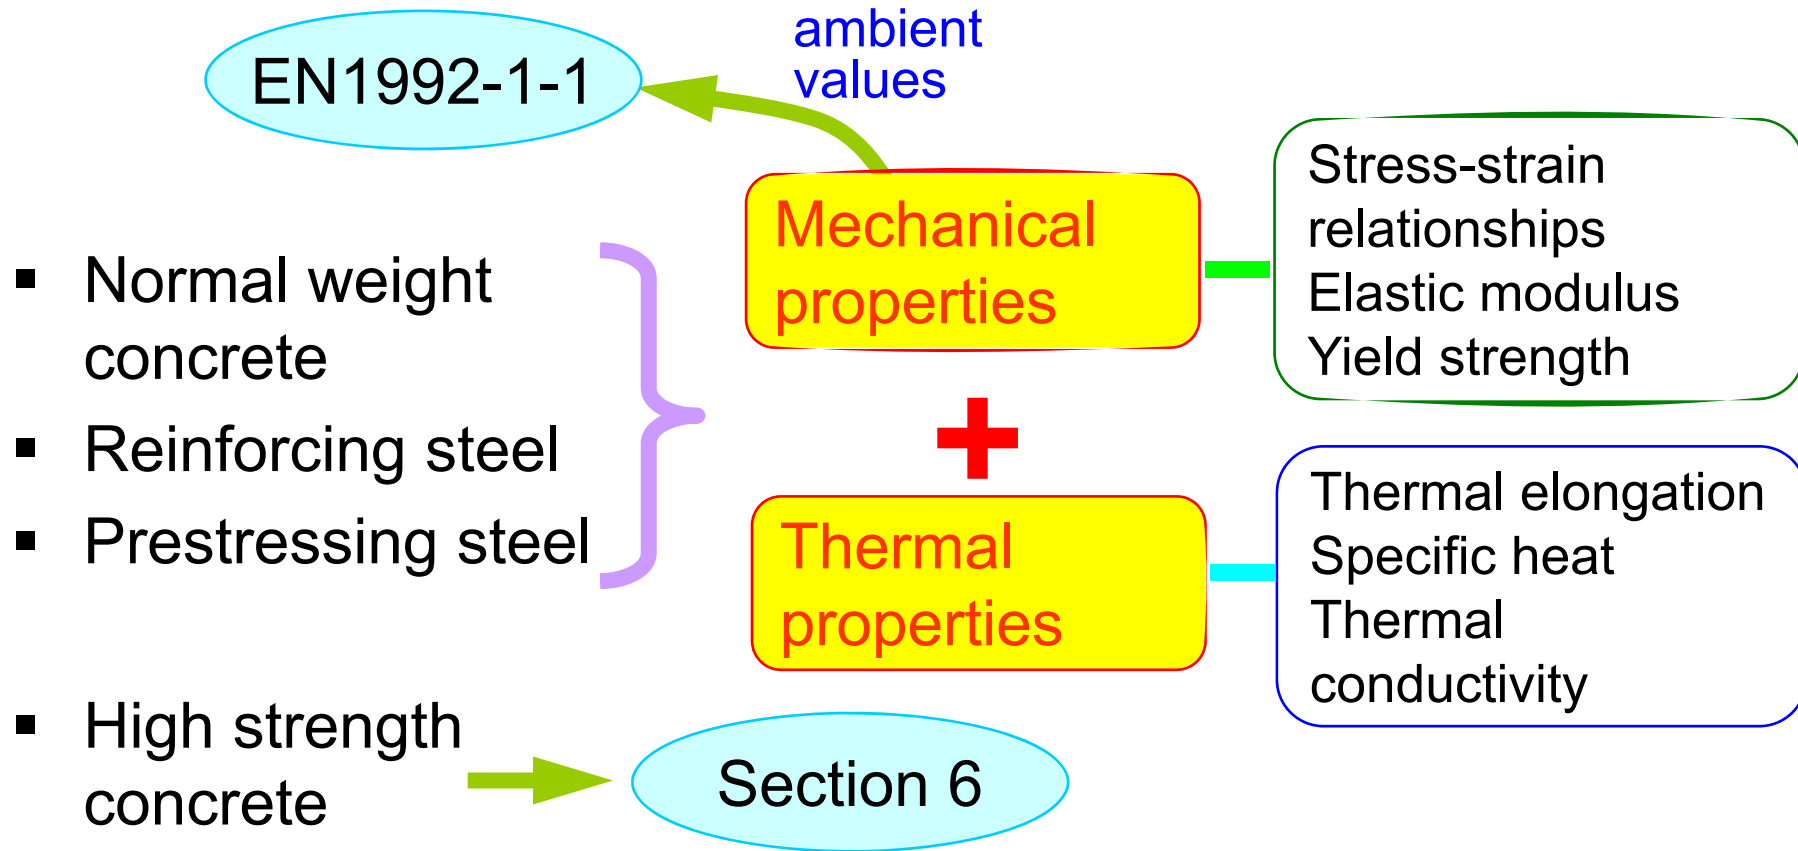 EN1992-1-1
ambient
values
Mechanical
properties
Stress-strain
relationships
Elastic modulus
Yield strength
▪ Normal weight
concrete
▪ Reinforcing steel
▪ Prestressing steel
+
Thermal
properties
Thermal elongation
Specific heat
Thermal
conductivity
▪ High strength
concrete
Section 6